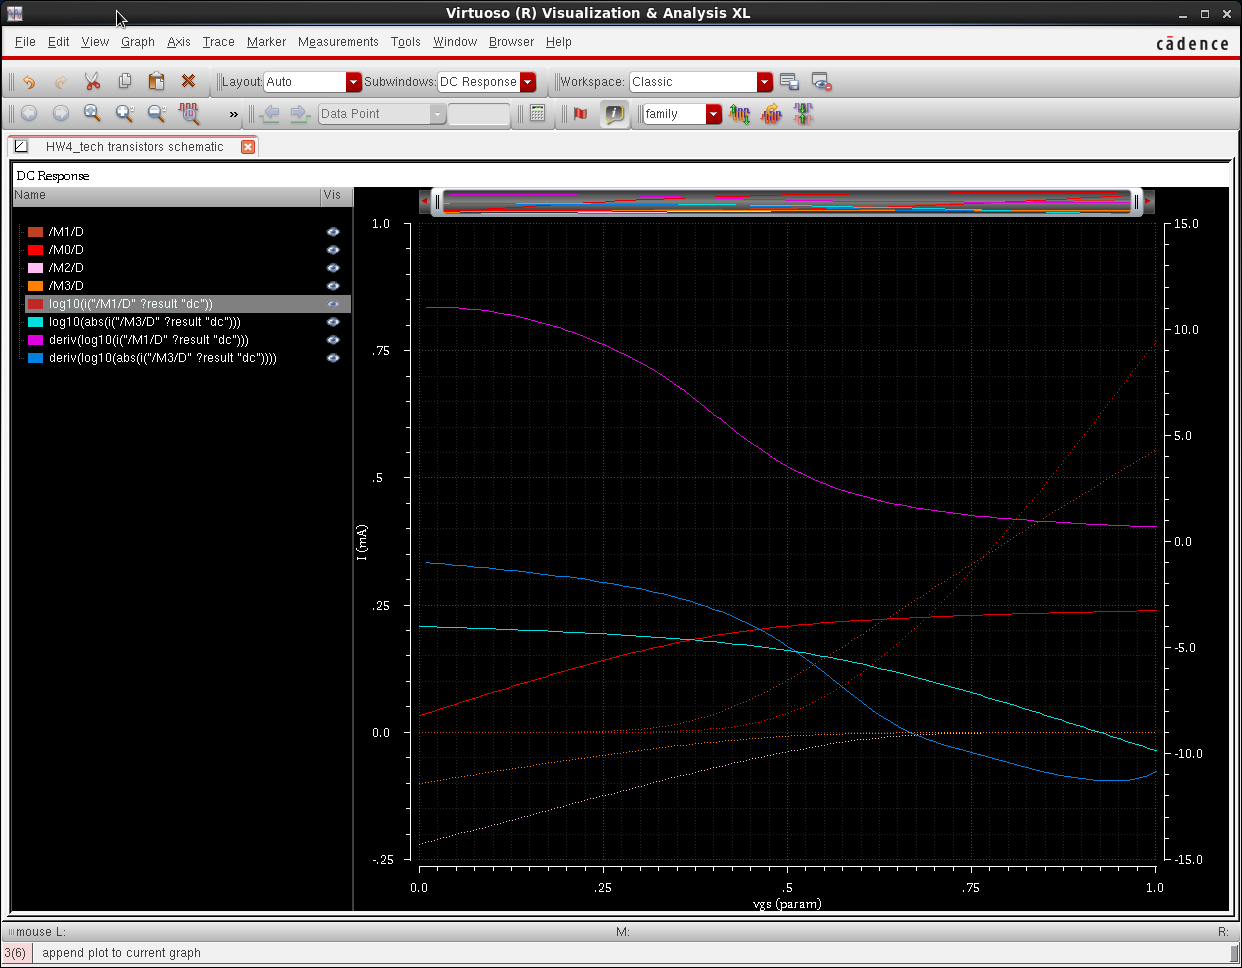 Virtuoso (R) Visualization & Analysis XL
File Edit View Graph Axis Trace Marker Measurements Tools Window Browser Help
cādence
Layout: Auto Subwindows: DC Response Workspace: Classic
» Data Point family
HW4_tech transistors schematic
DC Response
Name Vis
/M1/D
/M0/D
/M2/D
/M3/D
log10(i("/M1/D" ?result "dc"))
log10(abs(i("/M3/D" ?result "dc")))
deriv(log10(i("/M1/D" ?result "dc")))
deriv(log10(abs(i("/M3/D" ?result "dc"))))
1.0
.75
.5
.25
0.0
-.25
I (mA)
15.0
10.0
5.0
0.0
-5.0
-10.0
-15.0
0.0 .25 .5 .75 1.0
vgs (param)
mouse L: M: R:
3(6) append plot to current graph